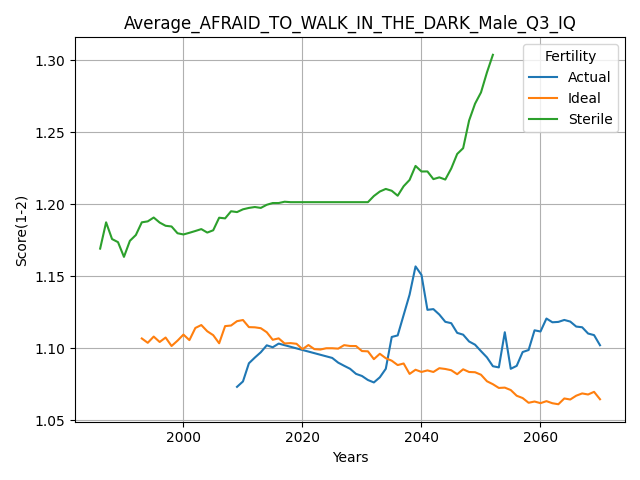 Average_AFRAID_TO_WALK_IN_THE_DARK_Male_Q3_IQ
Score(1-2)
1.30
1.25
1.20
1.15
1.10
1.05
Fertility
Actual
Ideal
Sterile
2000
2020
2040
2060
Years